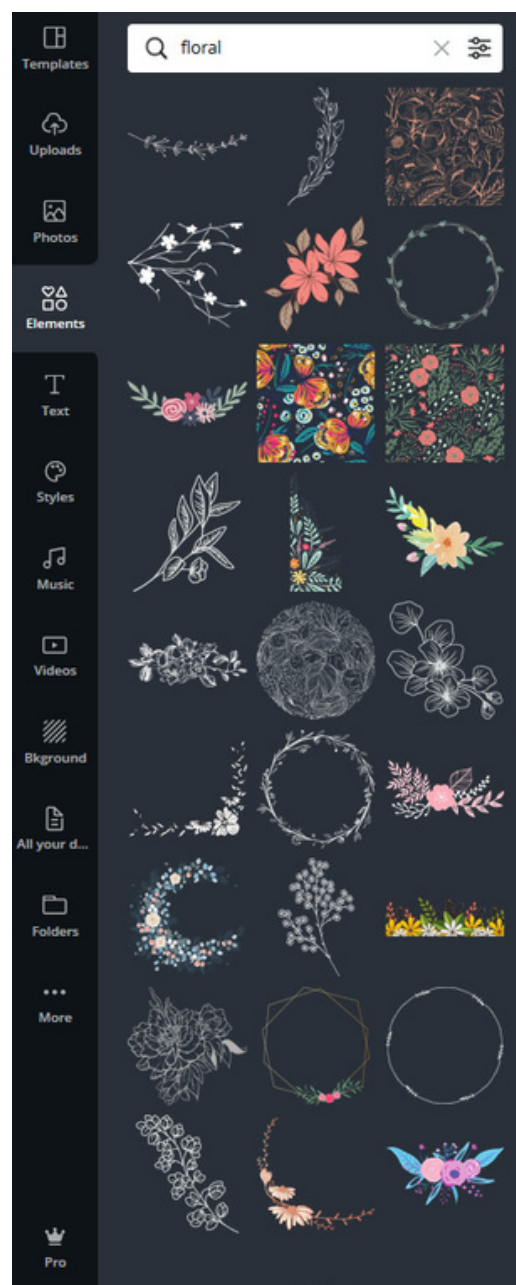 floral
Templates
Uploads
Photos
Elements
Text
Styles
Music
Videos
Bkground
All your d...
Folders
More
Pro